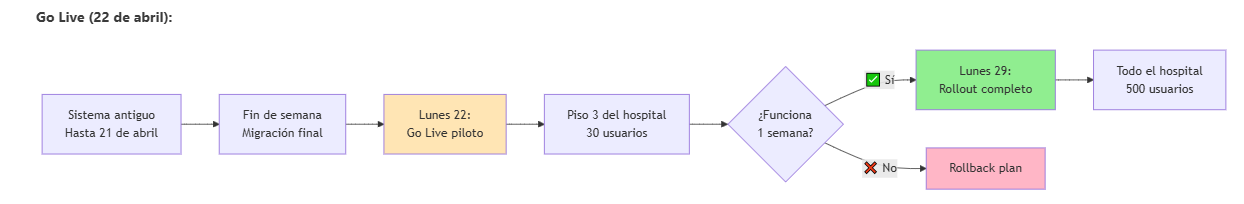 Go Live (22 de abril):
Sistema antiguo
Hasta 21 de abril
Fin de semana
Migración final
Lunes 22:
Go Live piloto
Piso 3 del hospital
30 usuarios
¿Funciona
1 semana?
✅ Sí
Lunes 29:
Rollout completo
Todo el hospital
500 usuarios
❌ No
Rollback plan